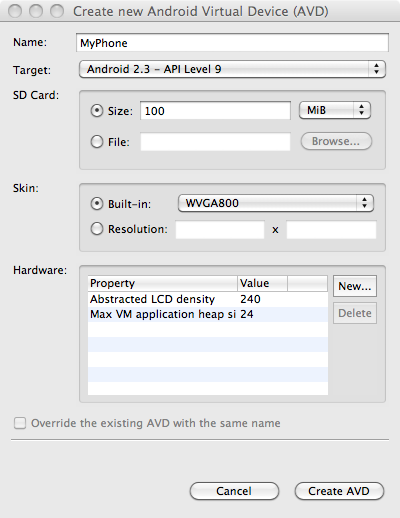 Create new Android Virtual Device (AVD)
Name: MyPhone
Target: Android 2.3 - API Level 9
SD Card:
Size: 100 MiB
File: Browse...
Skin:
Built-in: WVGA800
Resolution: x
Hardware:
Property Value
Abstracted LCD density 240 New...
Max VM application heap si 24 Delete
Override the existing AVD with the same name
Cancel Create AVD